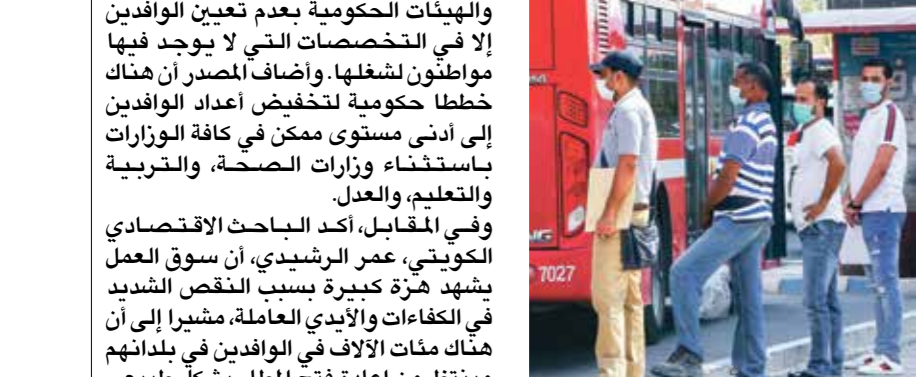 والهيئات الحكومية بعدم تعيين الوافدين
إلا في التخصصات التي لا يوجد فيها
مواطنون لشغلها. وأضاف المصدر أن هناك
خططا حكومية لتخفيض أعداد الوافدين
إلى أدنى مستوى ممكن في كافة الوزارات
باستثناء وزارات الصحة، والتربية
والتعليم، والعدل.
وفي المقابل، أكد الباحث الاقتصادي
الكويتي، عمر الرشيدي، أن سوق العمل
يشهد هزة كبيرة بسبب النقص الشديد
في الكفاءات والأيدي العاملة، مشيرا إلى أن
هناك مئات الآلاف في الوافدين في بلدانهم
7027